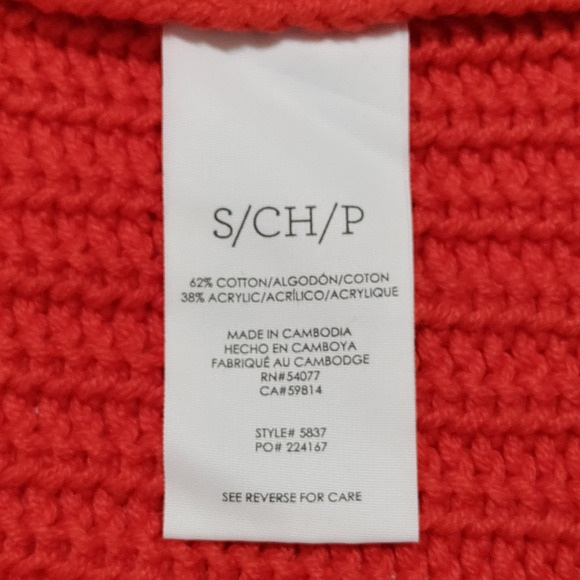 S/CH/P
62% COTTON/ALGODÓN/COTON
38% ACRYLIC/ACRÍLICO/ACRYLIQUE
MADE IN CAMBODIA
HECHO EN CAMBOYA
FABRIQUÉ AU CAMBODGE
RN#54077
CA#59814
STYLE# 5837
PO# 224167
SEE REVERSE FOR CARE